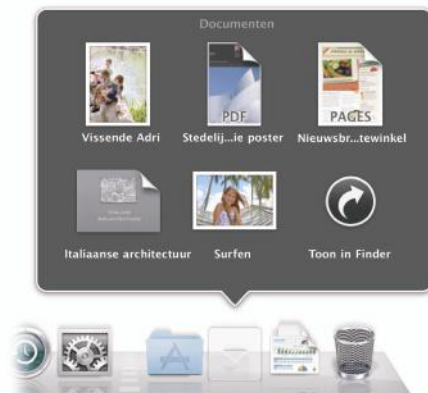 Documenten
PDF
PAGES
Vissende Adri
Stedelij...ie poster
Nieuwsbr...tewinkel
Italiaanse architectuur
Surfen
Toon in Finder